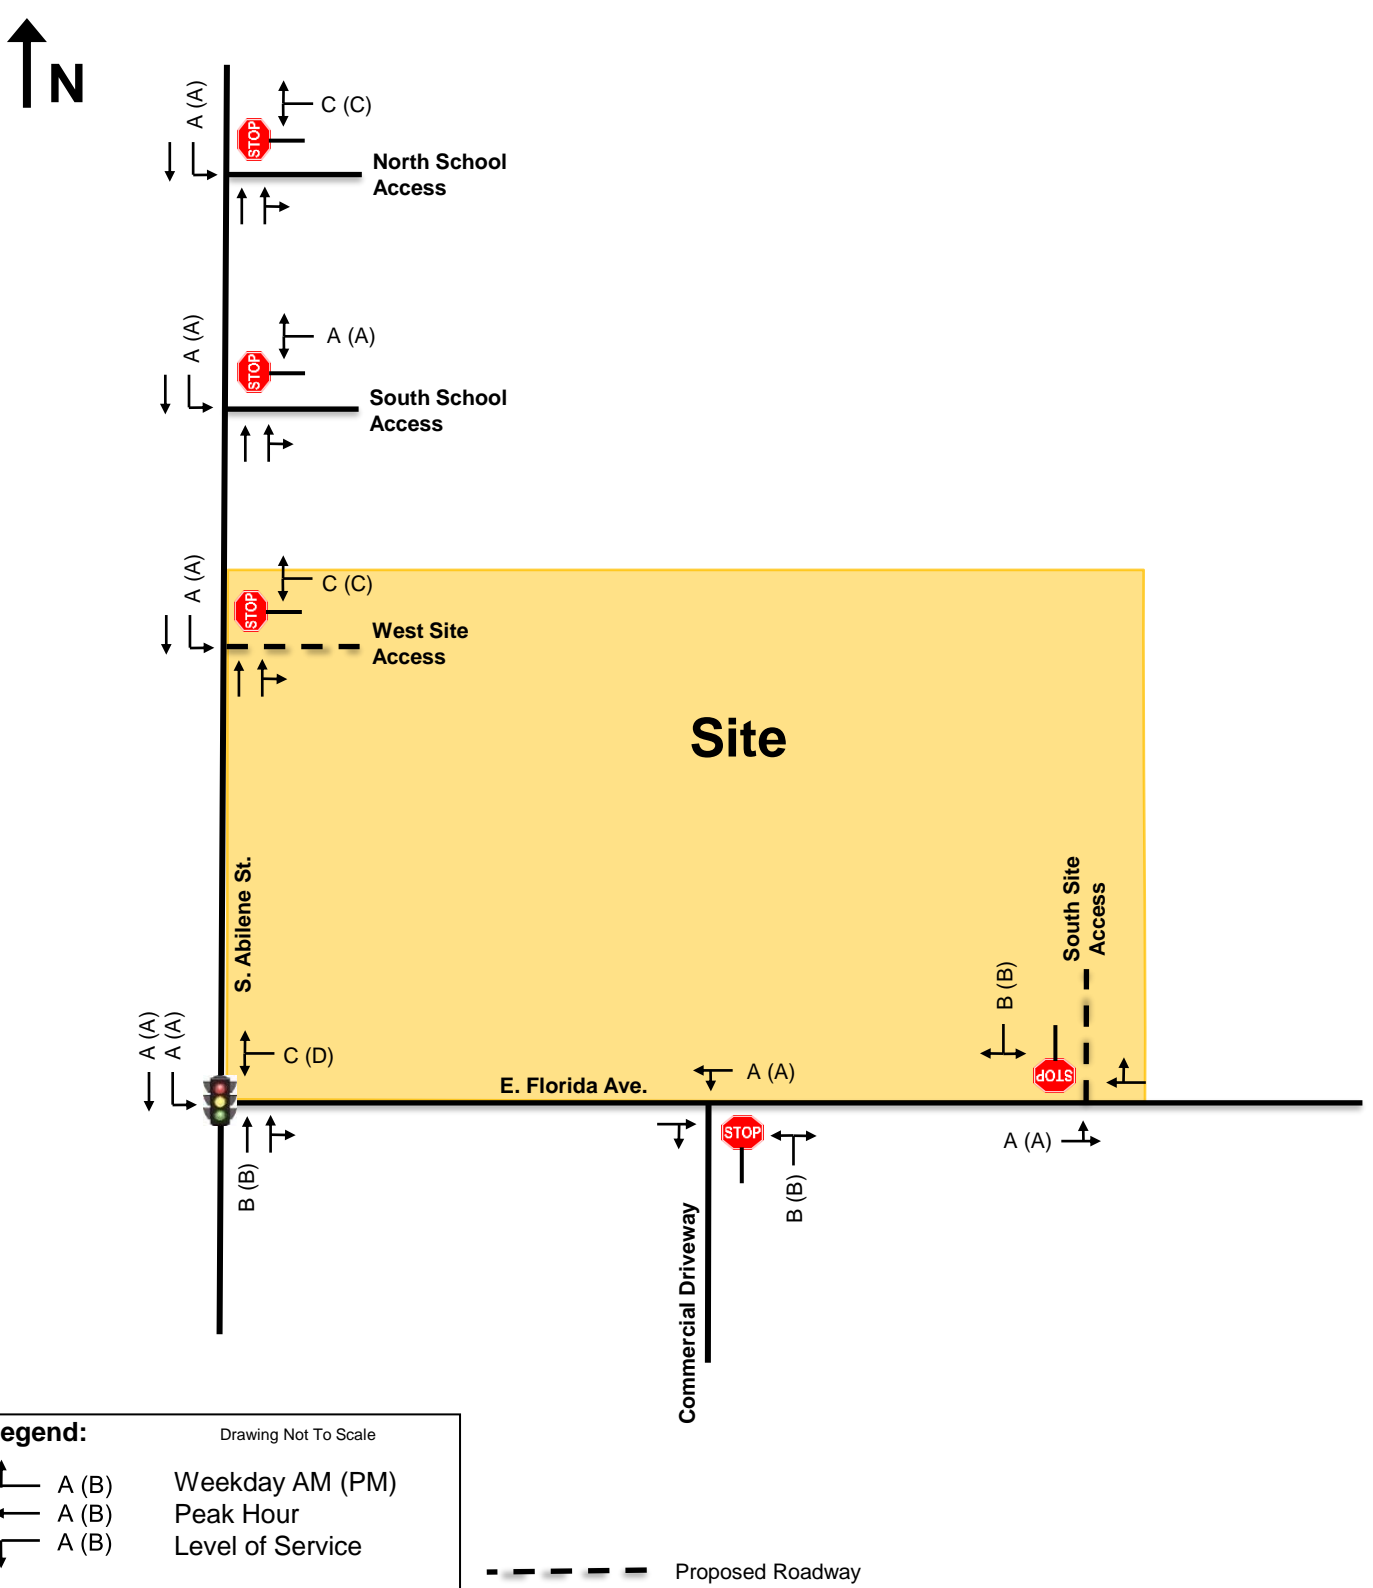 N
A (A)
C (C)
STOP
North School
Access
A (A)
A (A)
STOP
South School
Access
A (A)
C (C)
STOP
West Site
Access
Site
S. Abilene St.
South Site
Access
B (B)
A (A)
A (A)
C (D)
STOP
A (A)
E. Florida Ave.
STOP
A (A)
B (B)
B (B)
Commercial Driveway
egend:
Drawing Not To Scale
A (B)
Weekday AM (PM)
A (B)
Peak Hour
A (B)
Level of Service
Proposed Roadway